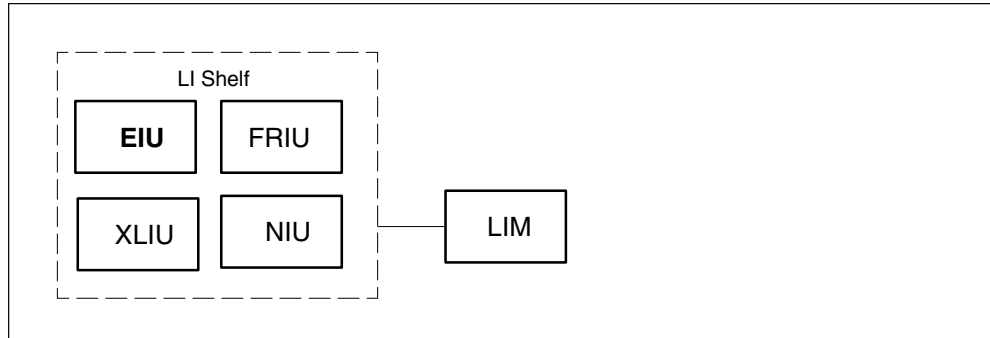 LI Shelf
EIU
FRIU
XLIU
NIU
LIM